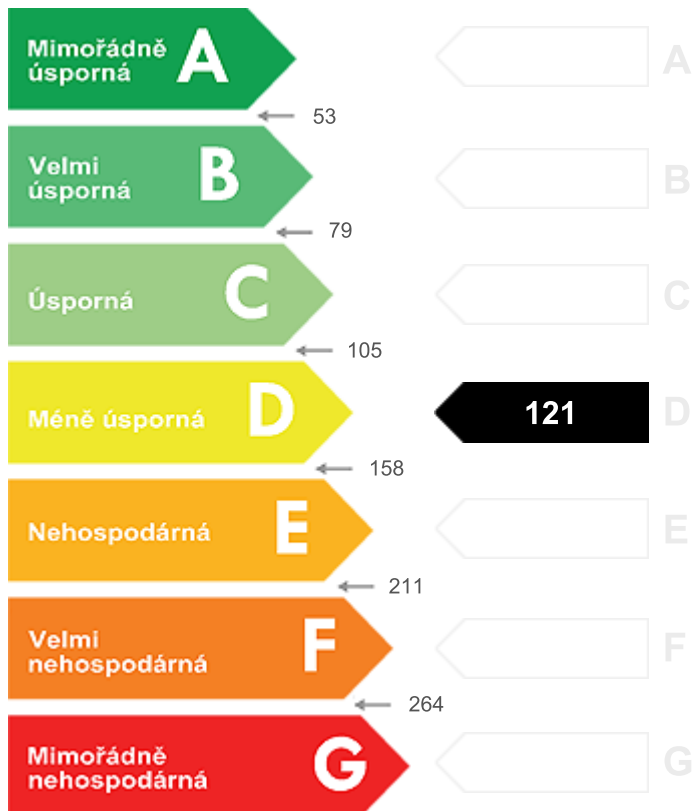 Mimořádně
úsporná
A
A
53
Velmi
úsporná
B
B
79
Úsporná
C
C
105
Méně úsporná
D
121
D
158
Nehospodárná
E
E
211
Velmi
nehospodárná
F
F
264
Mimořádně
nehospodárná
G
G